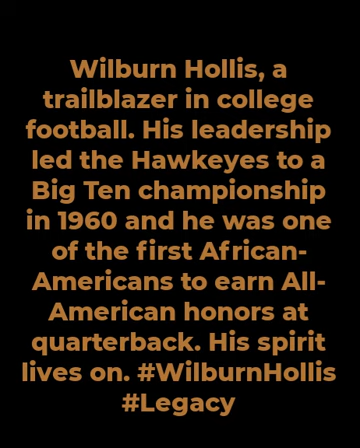 Wilburn Hollis, a
trailblazer in college
football. His leadership
led the Hawkeyes to a
Big Ten championship
in 1960 and he was one
of the first African-
Americans to earn All-
American honors at
quarterback. His spirit
lives on. #WilburnHollis
#Legacy